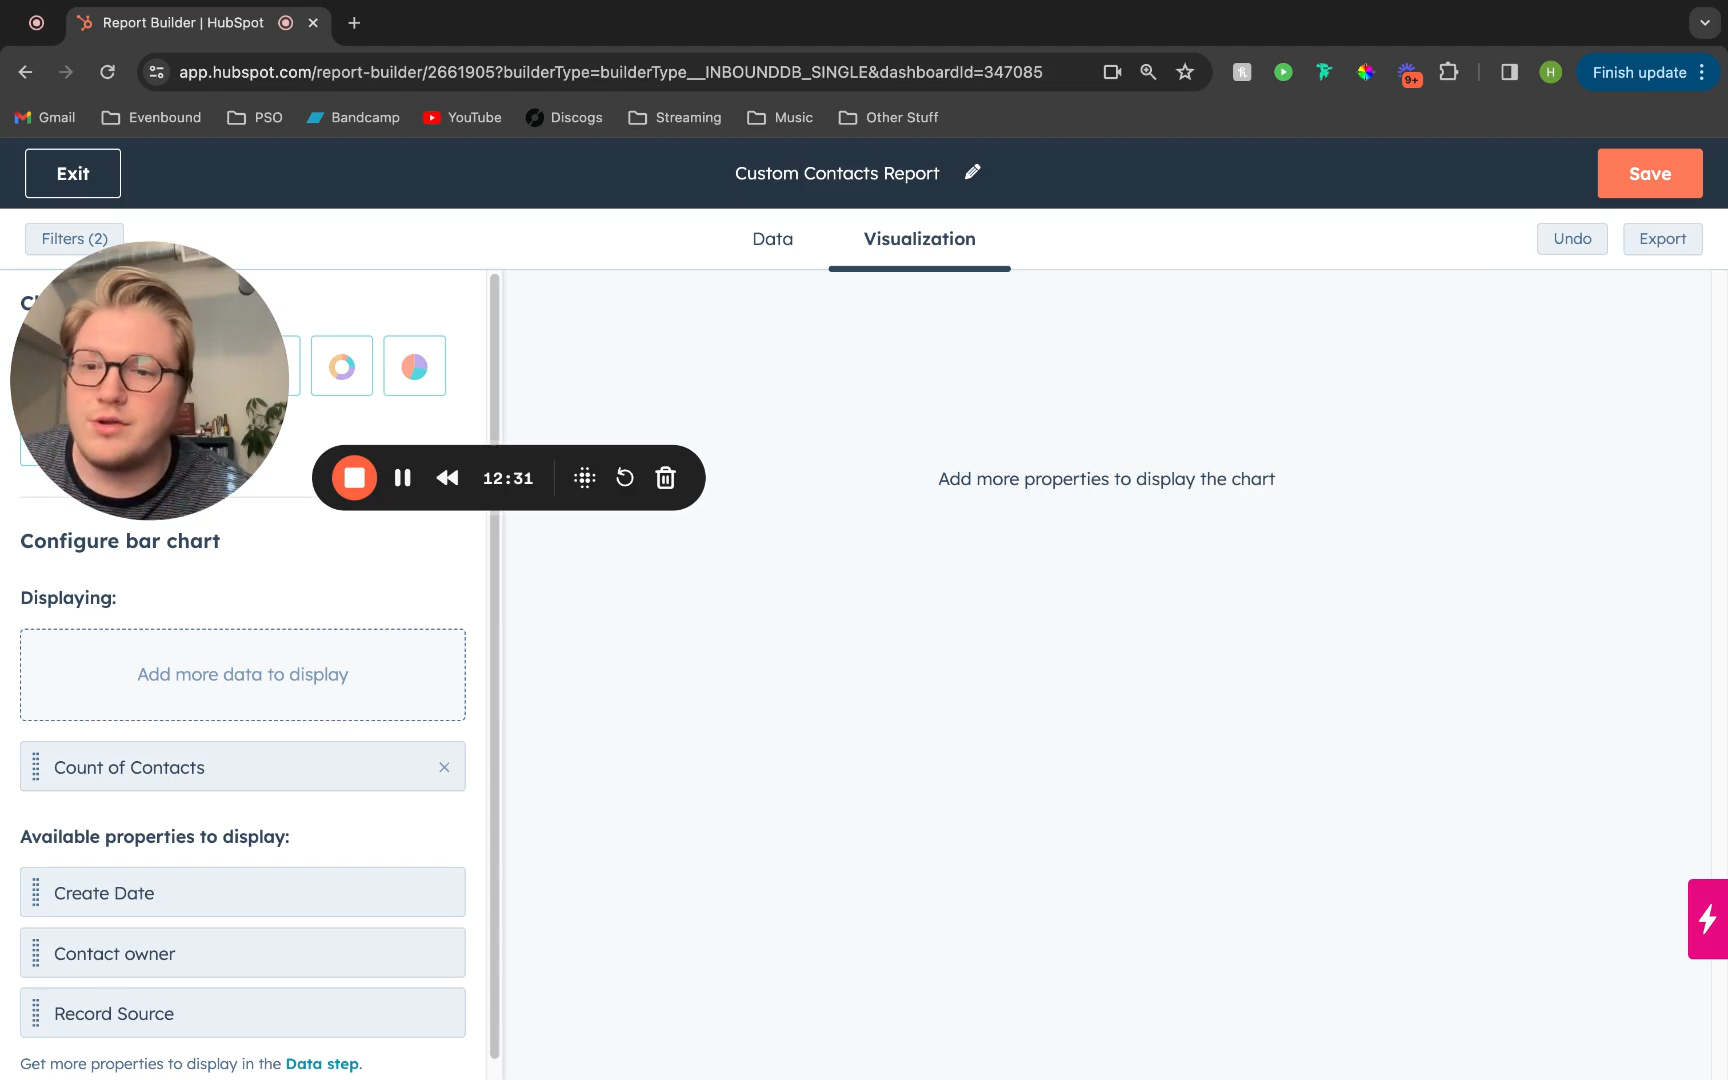 Report Builder | HubSpot
app.hubspot.com/report-builder/2661905?builderType=builderType__INBOUNDDB_SINGLE&dashboardId=347085
9+
H
Finish update
Gmail
Evenbound
PSO
Bandcamp
YouTube
Discogs
Streaming
Music
Other Stuff
Exit
Custom Contacts Report
Save
Filters (2)
Data
Visualization
Undo
Export
12:31
Add more properties to display the chart
Configure bar chart
Displaying:
Add more data to display
Count of Contacts
Available properties to display:
Create Date
Contact owner
Record Source
Get more properties to display in the Data step.